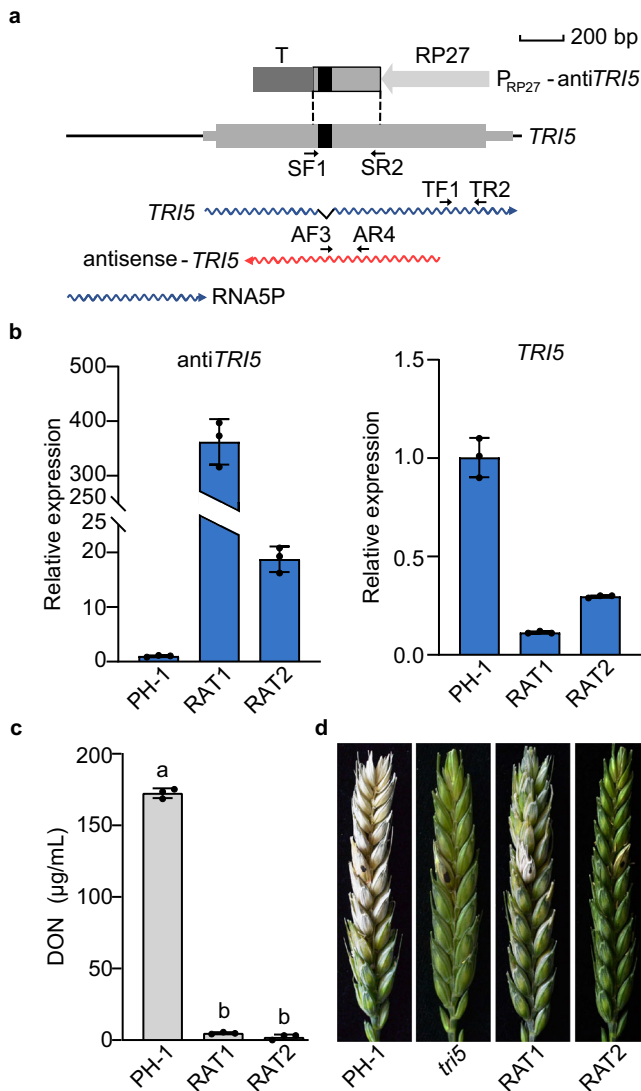 a
200 bp
T RP27
P_RP27 - antiTRI5
TRI5
SF1 SR2
TF1 TR2
TRI5
AF3 AR4
antisense - TRI5
RNA5P
b
antiTRI5
Relative expression
500
400
300
250
25
20
10
0
PH-1 RAT1 RAT2
TRI5
Relative expression
1.5
1.0
0.5
0.0
PH-1 RAT1 RAT2
c
DON (μg/mL)
200
150
100
50
0
a
b b
PH-1 RAT1 RAT2
d
PH-1 tri5 RAT1 RAT2